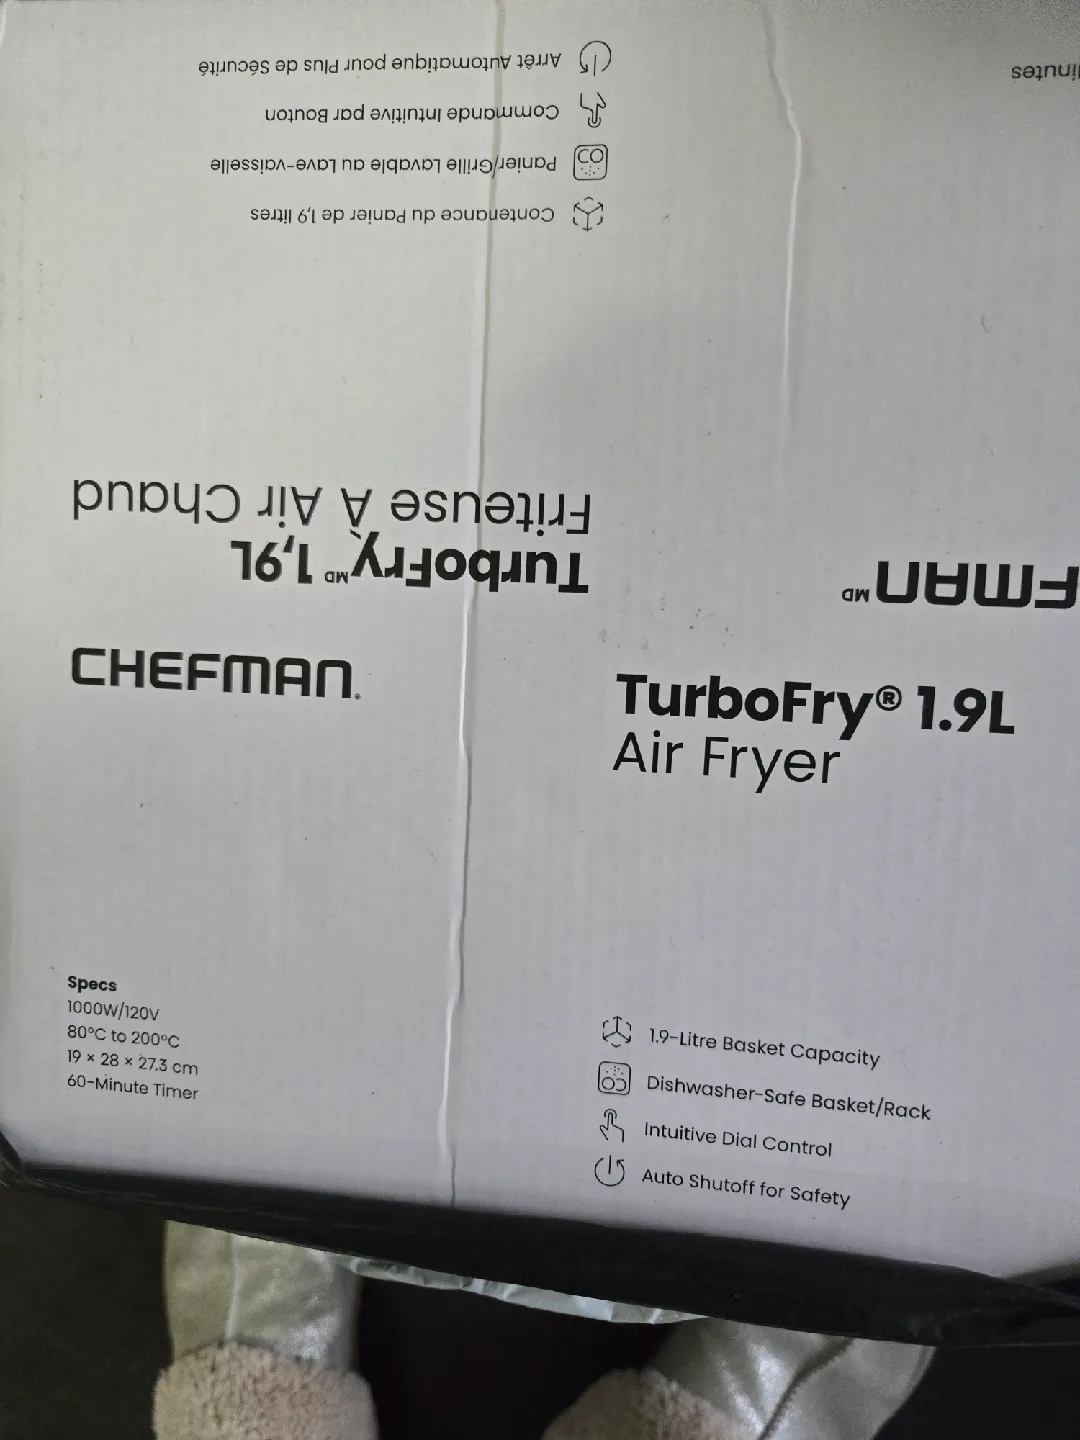 CHEFMAN®
TurboFry® 1.9L
Air Fryer
Specs
1000W/120V
80°C to 200°C
19 × 28 × 27.3 cm
60-Minute Timer
1.9-Litre Basket Capacity
Dishwasher-Safe Basket/Rack
Intuitive Dial Control
Auto Shutoff for Safety
FMAN MD
TurboFry MD 1,9L
Friteuse À Air Chaud
Contenance du Panier de 1,9 litres
Panier/Grille Lavable au Lave-vaisselle
Commande Intuitive par Bouton
Arrêt Automatique pour Plus de Sécurité